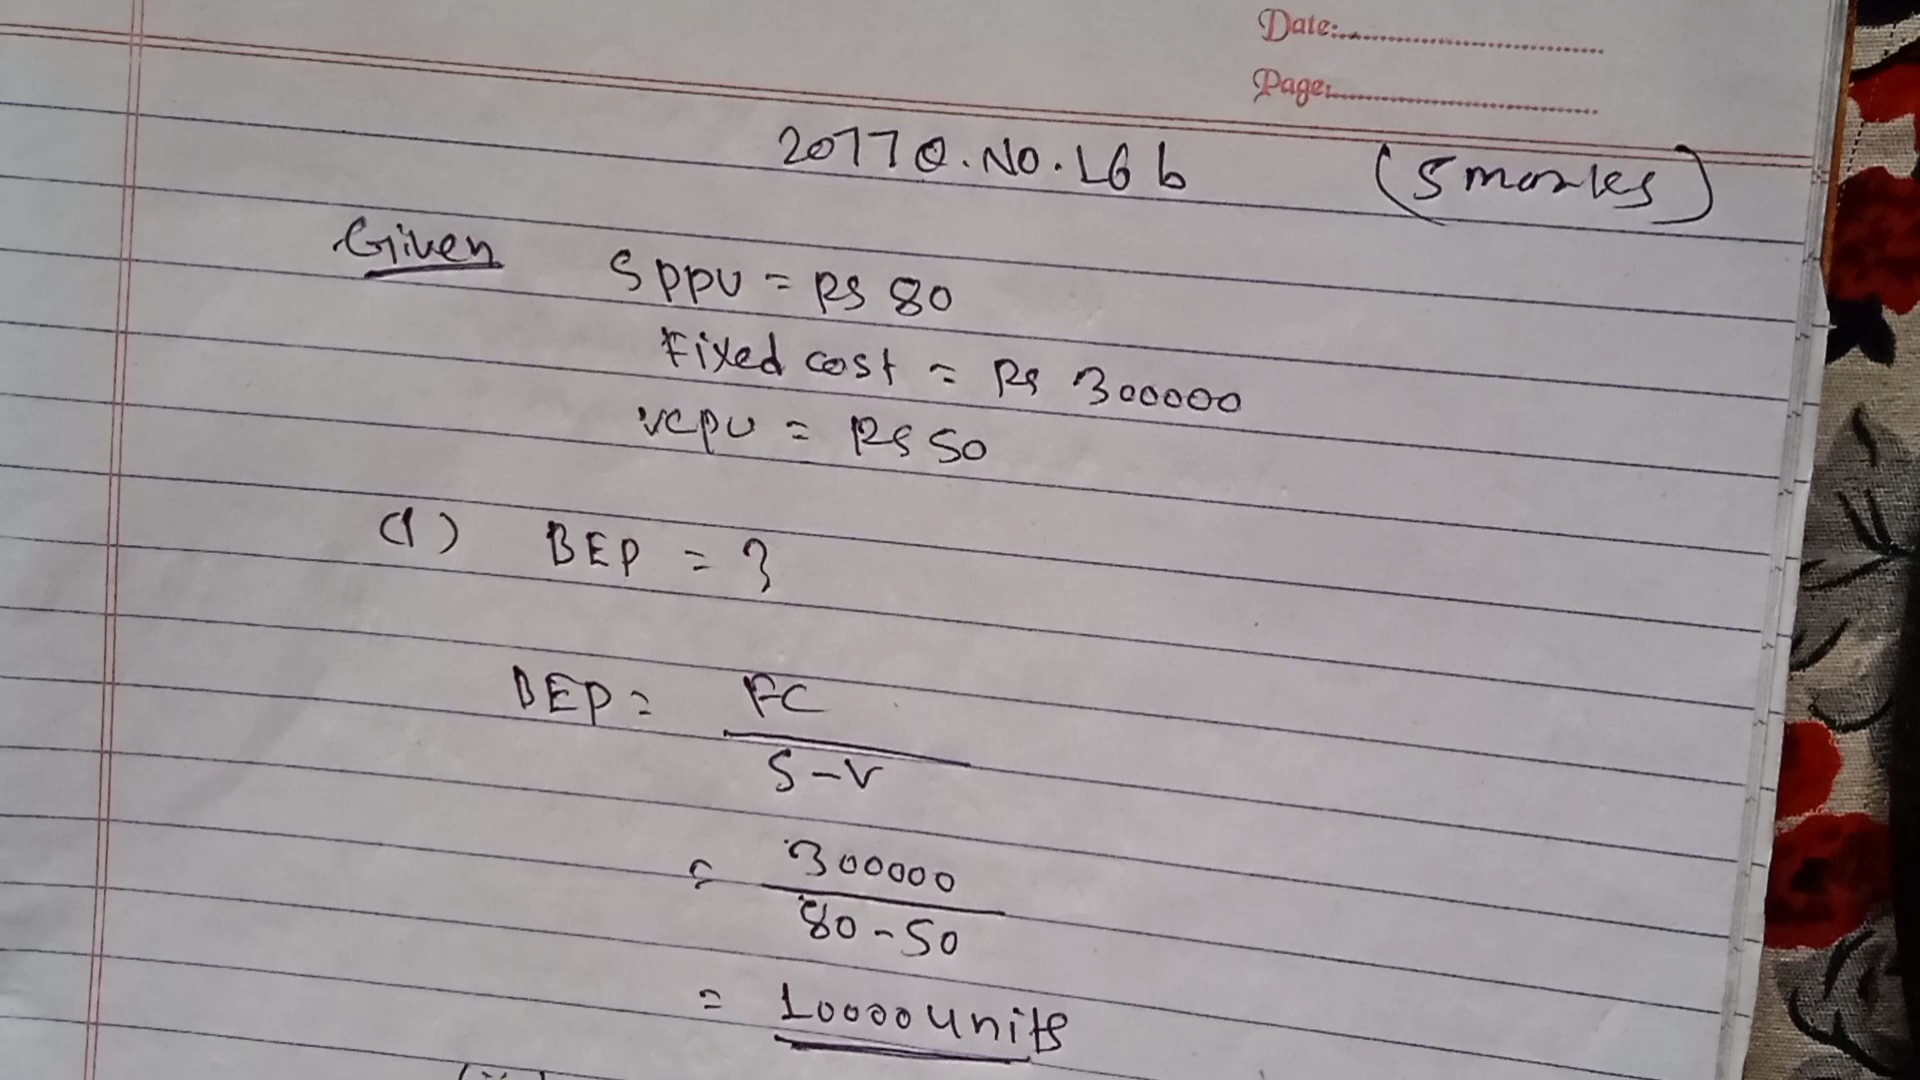 Date:
Page:
2077 Q.NO.16 b (5 marks)
Given SPPU = RS 80
Fixed cost = Rs 300000
VCPU = RS 50
(1) BEP = ?
BEP = FC
S-V
= 300000
80-50
= 10000 units